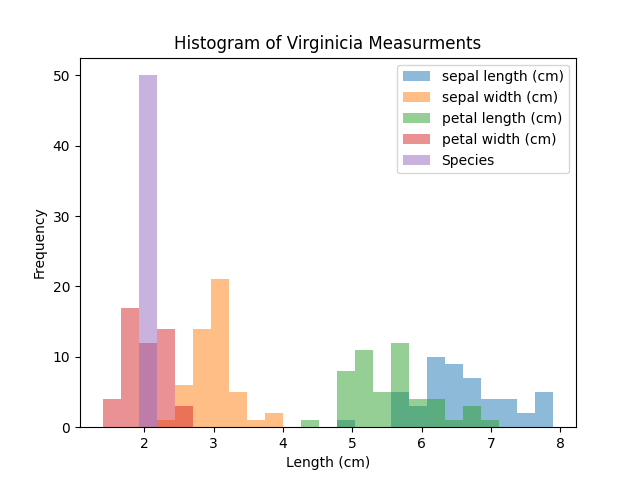 Histogram of Virginicia Measurments
sepal length (cm)
sepal width (cm)
petal length (cm)
petal width (cm)
Species
Frequency
50
40
30
20
10
0
2 3 4 5 6 7 8
Length (cm)